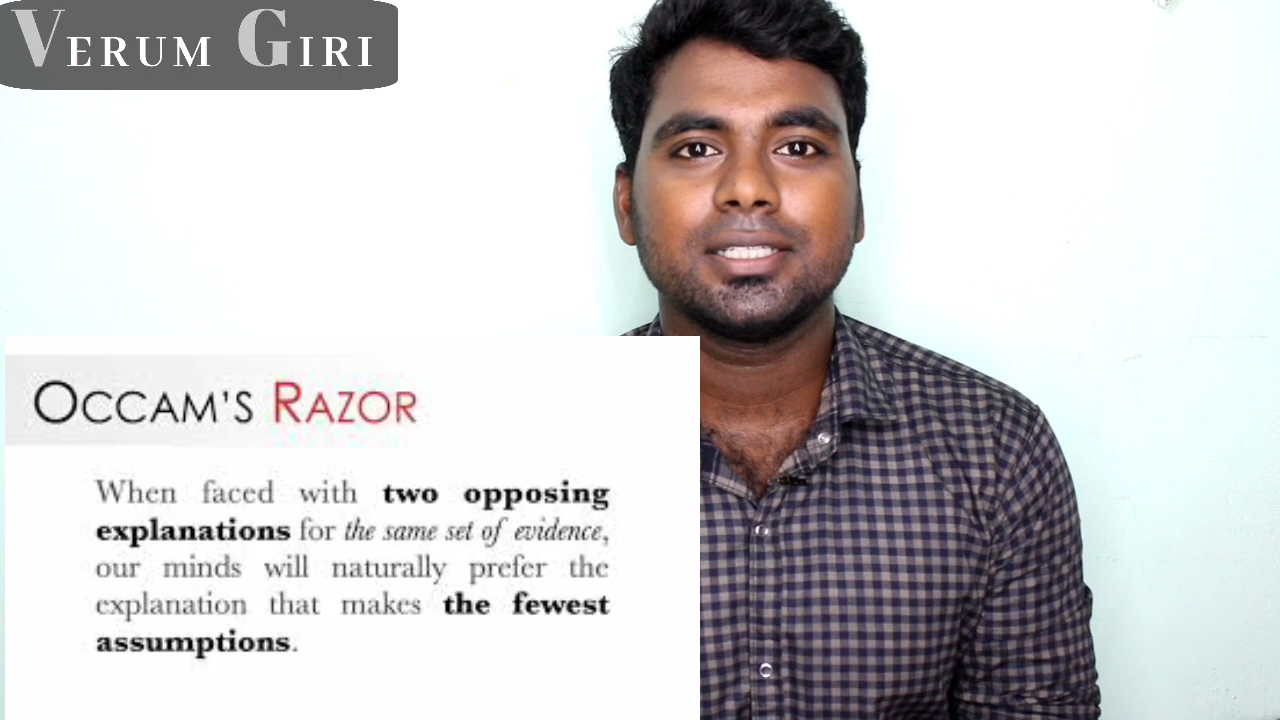 VERUM GIRI
OCCAM'S RAZOR
When faced with two opposing
explanations for the same set of evidence,
our minds will naturally prefer the
explanation that makes the fewest
assumptions.